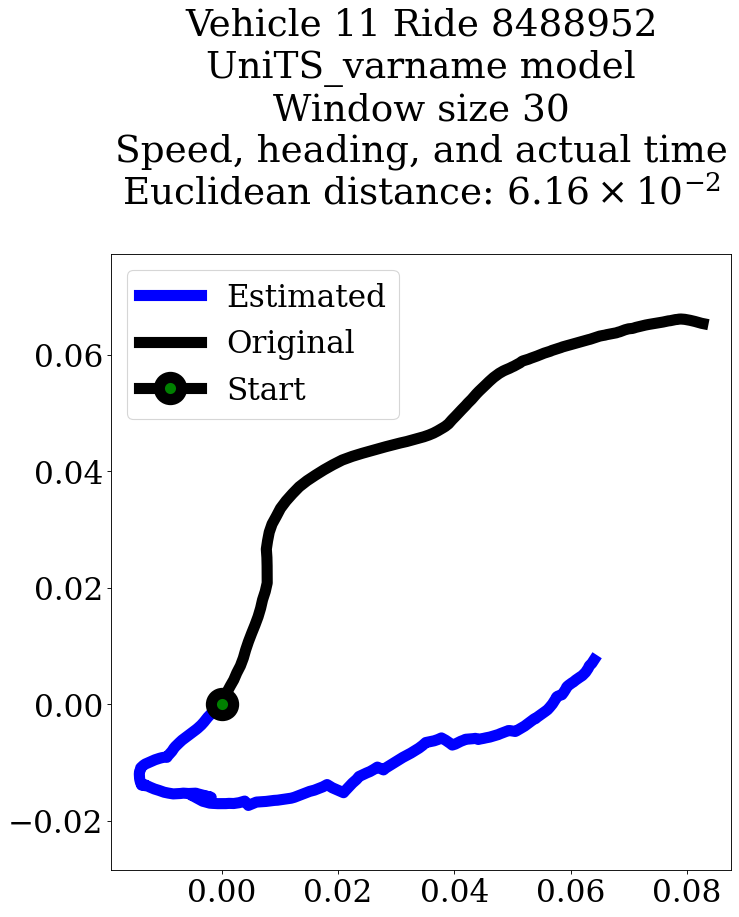 Vehicle 11 Ride 8488952
UniTS_varname model
Window size 30
Speed, heading, and actual time
Euclidean distance: 6.16 × 10⁻²
Estimated
Original
Start
0.06
0.04
0.02
0.00
−0.02
0.00 0.02 0.04 0.06 0.08